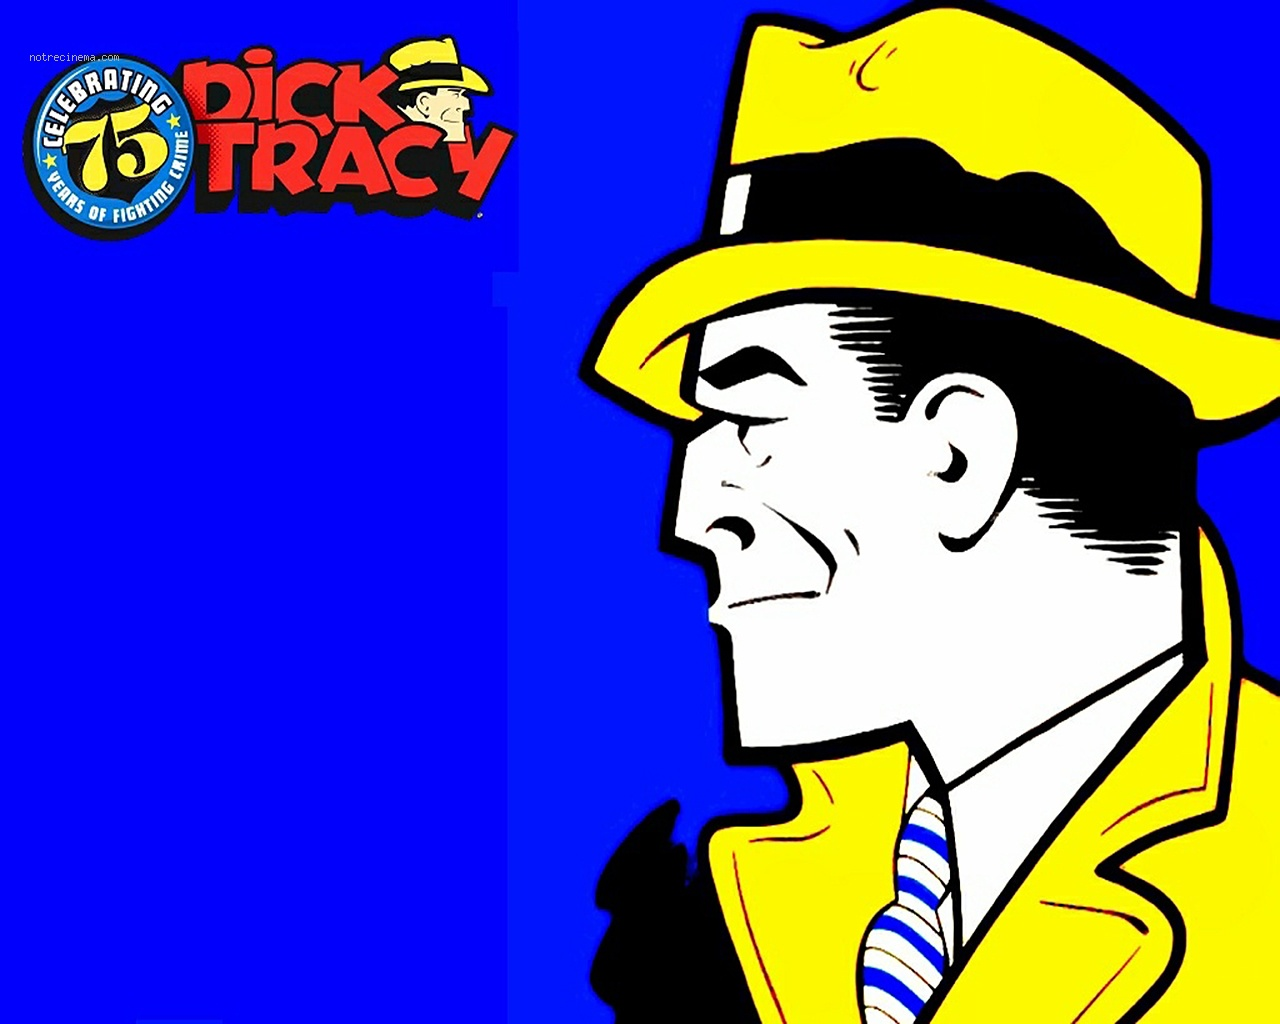 notrecinema.com
CELEBRATING
75
YEARS OF FIGHTING CRIME
DiCK
TRACY